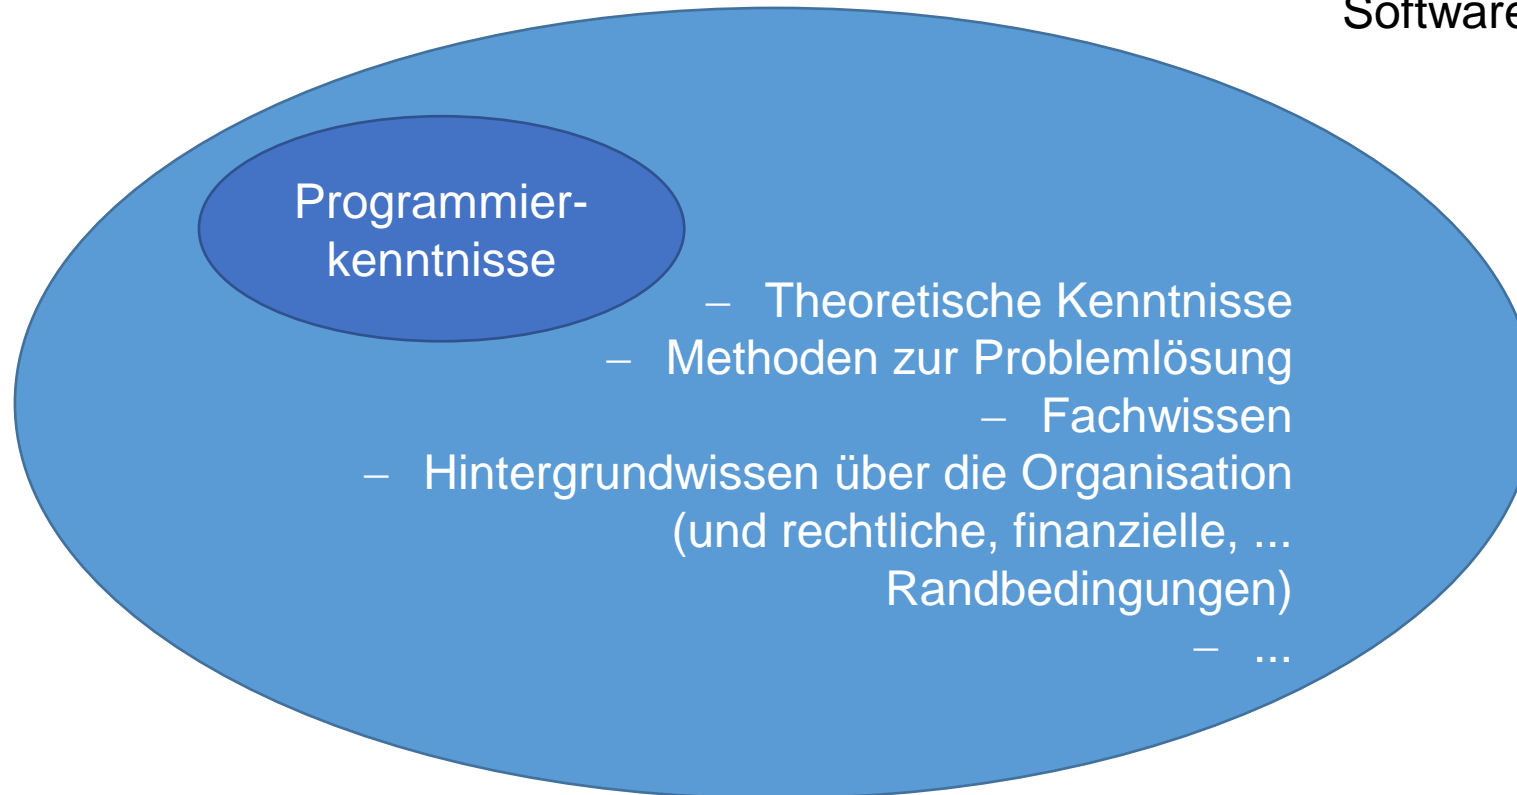 Software
Programmier-
kenntnisse
– Theoretische Kenntnisse
– Methoden zur Problemlösung
– Fachwissen
– Hintergrundwissen über die Organisation
(und rechtliche, finanzielle, ...
Randbedingungen)
– ...